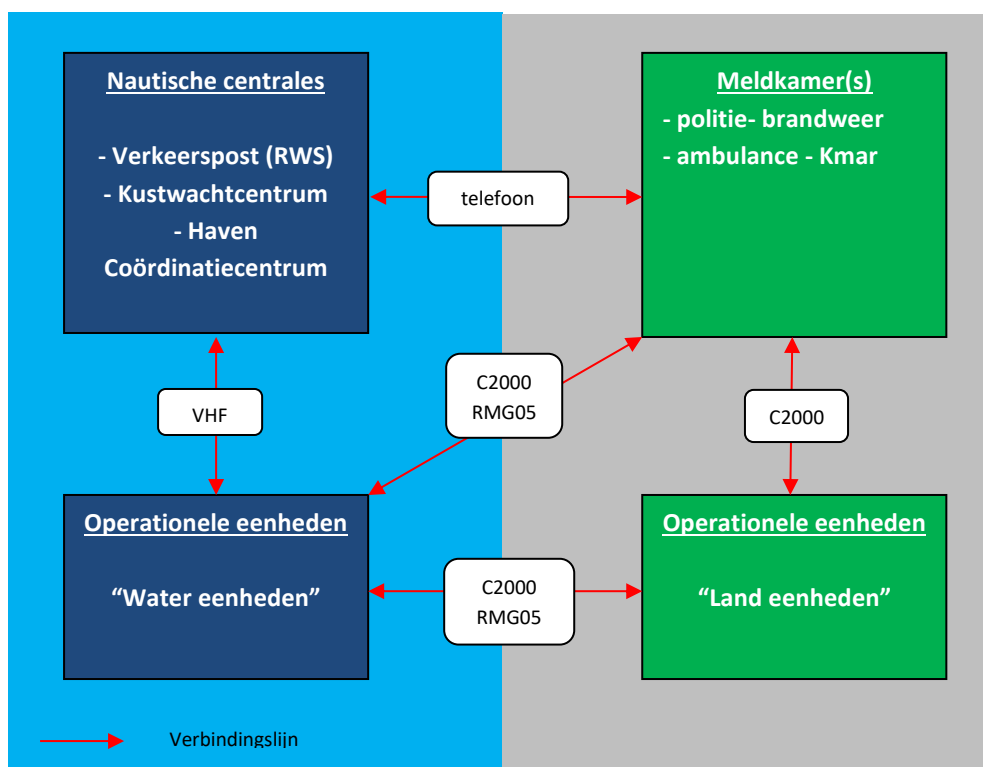 Nautische centrales
- Verkeerspost (RWS)
- Kustwachtcentrum
- Haven
Coördinatiecentrum
telefoon
Meldkamer(s)
- politie- brandweer
- ambulance - Kmar
VHF
C2000
RMG05
C2000
Operationele eenheden
“Water eenheden”
C2000
RMG05
Operationele eenheden
“Land eenheden”
Verbindingslijn